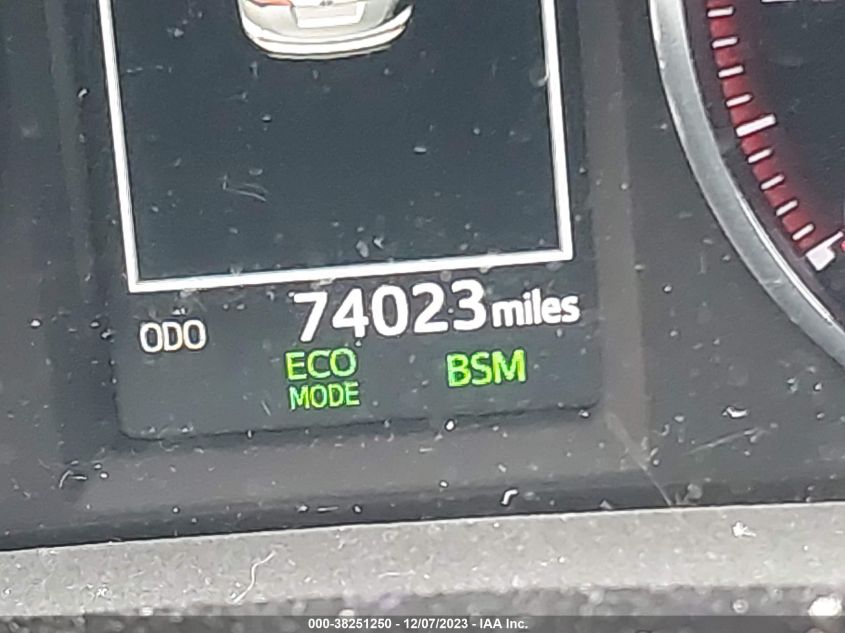 ODO 74023 miles
ECO BSM
MODE
000-38251250 - 12/07/2023 - IAA Inc.